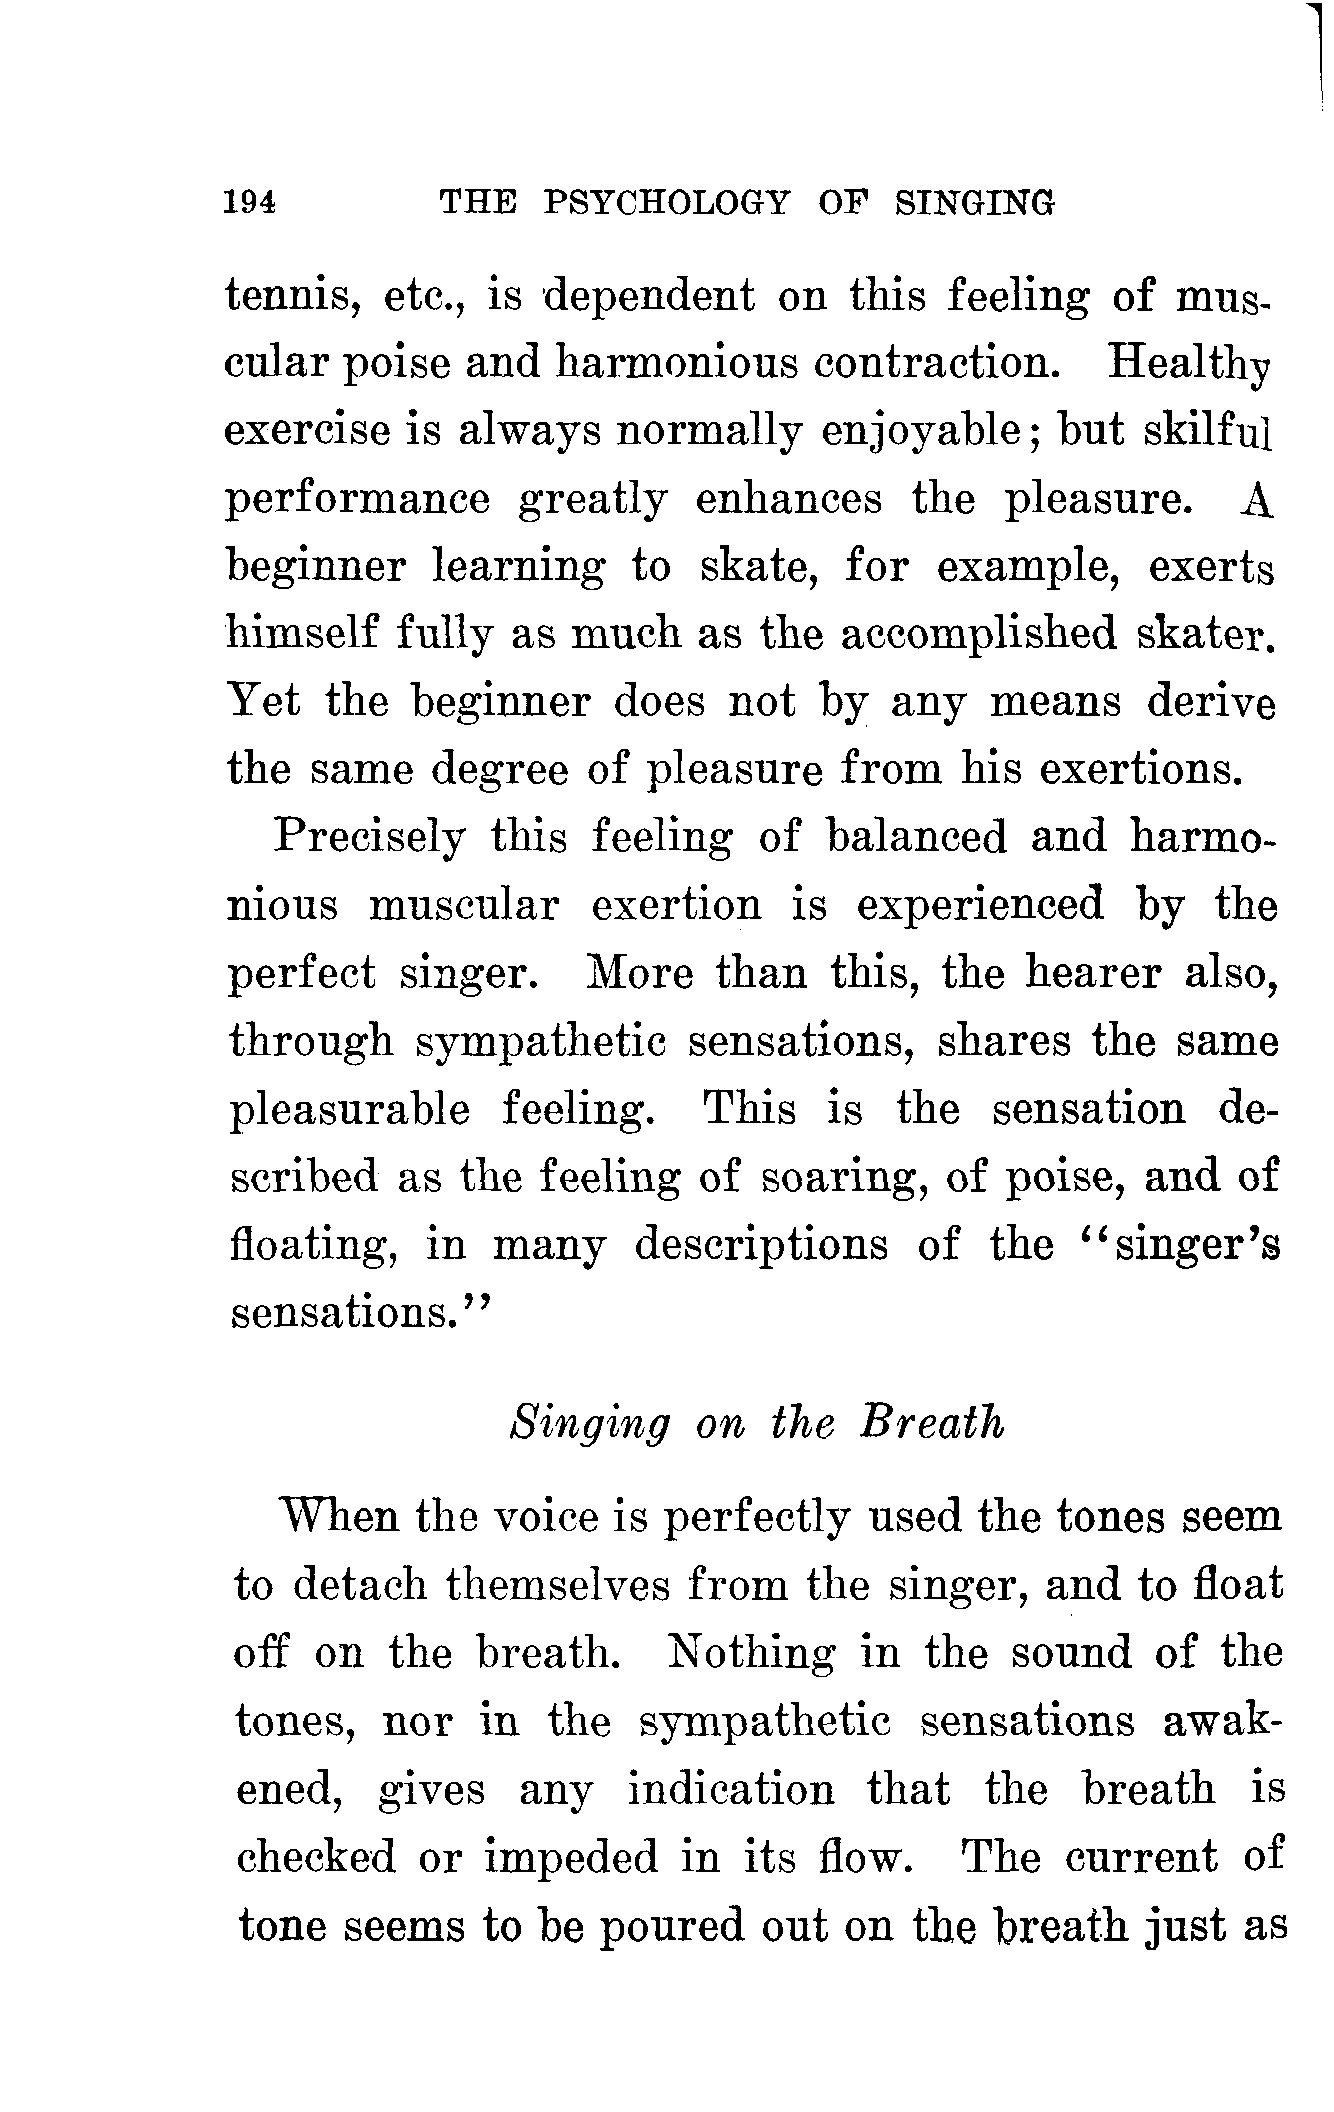 194 THE PSYCHOLOGY OF SINGING
tennis, etc., is dependent on this feeling of mus-
cular poise and harmonious contraction. Healthy
exercise is always normally enjoyable; but skilful
performance greatly enhances the pleasure. A
beginner learning to skate, for example, exerts
himself fully as much as the accomplished skater.
Yet the beginner does not by any means derive
the same degree of pleasure from his exertions.
Precisely this feeling of balanced and harmo-
nious muscular exertion is experienced by the
perfect singer. More than this, the hearer also,
through sympathetic sensations, shares the same
pleasurable feeling. This is the sensation de-
scribed as the feeling of soaring, of poise, and of
floating, in many descriptions of the "singer's
sensations."
Singing on the Breath
When the voice is perfectly used the tones seem
to detach themselves from the singer, and to float
off on the breath. Nothing in the sound of the
tones, nor in the sympathetic sensations awak-
ened, gives any indication that the breath is
checked or impeded in its flow. The current of
tone seems to be poured out on the breath just as